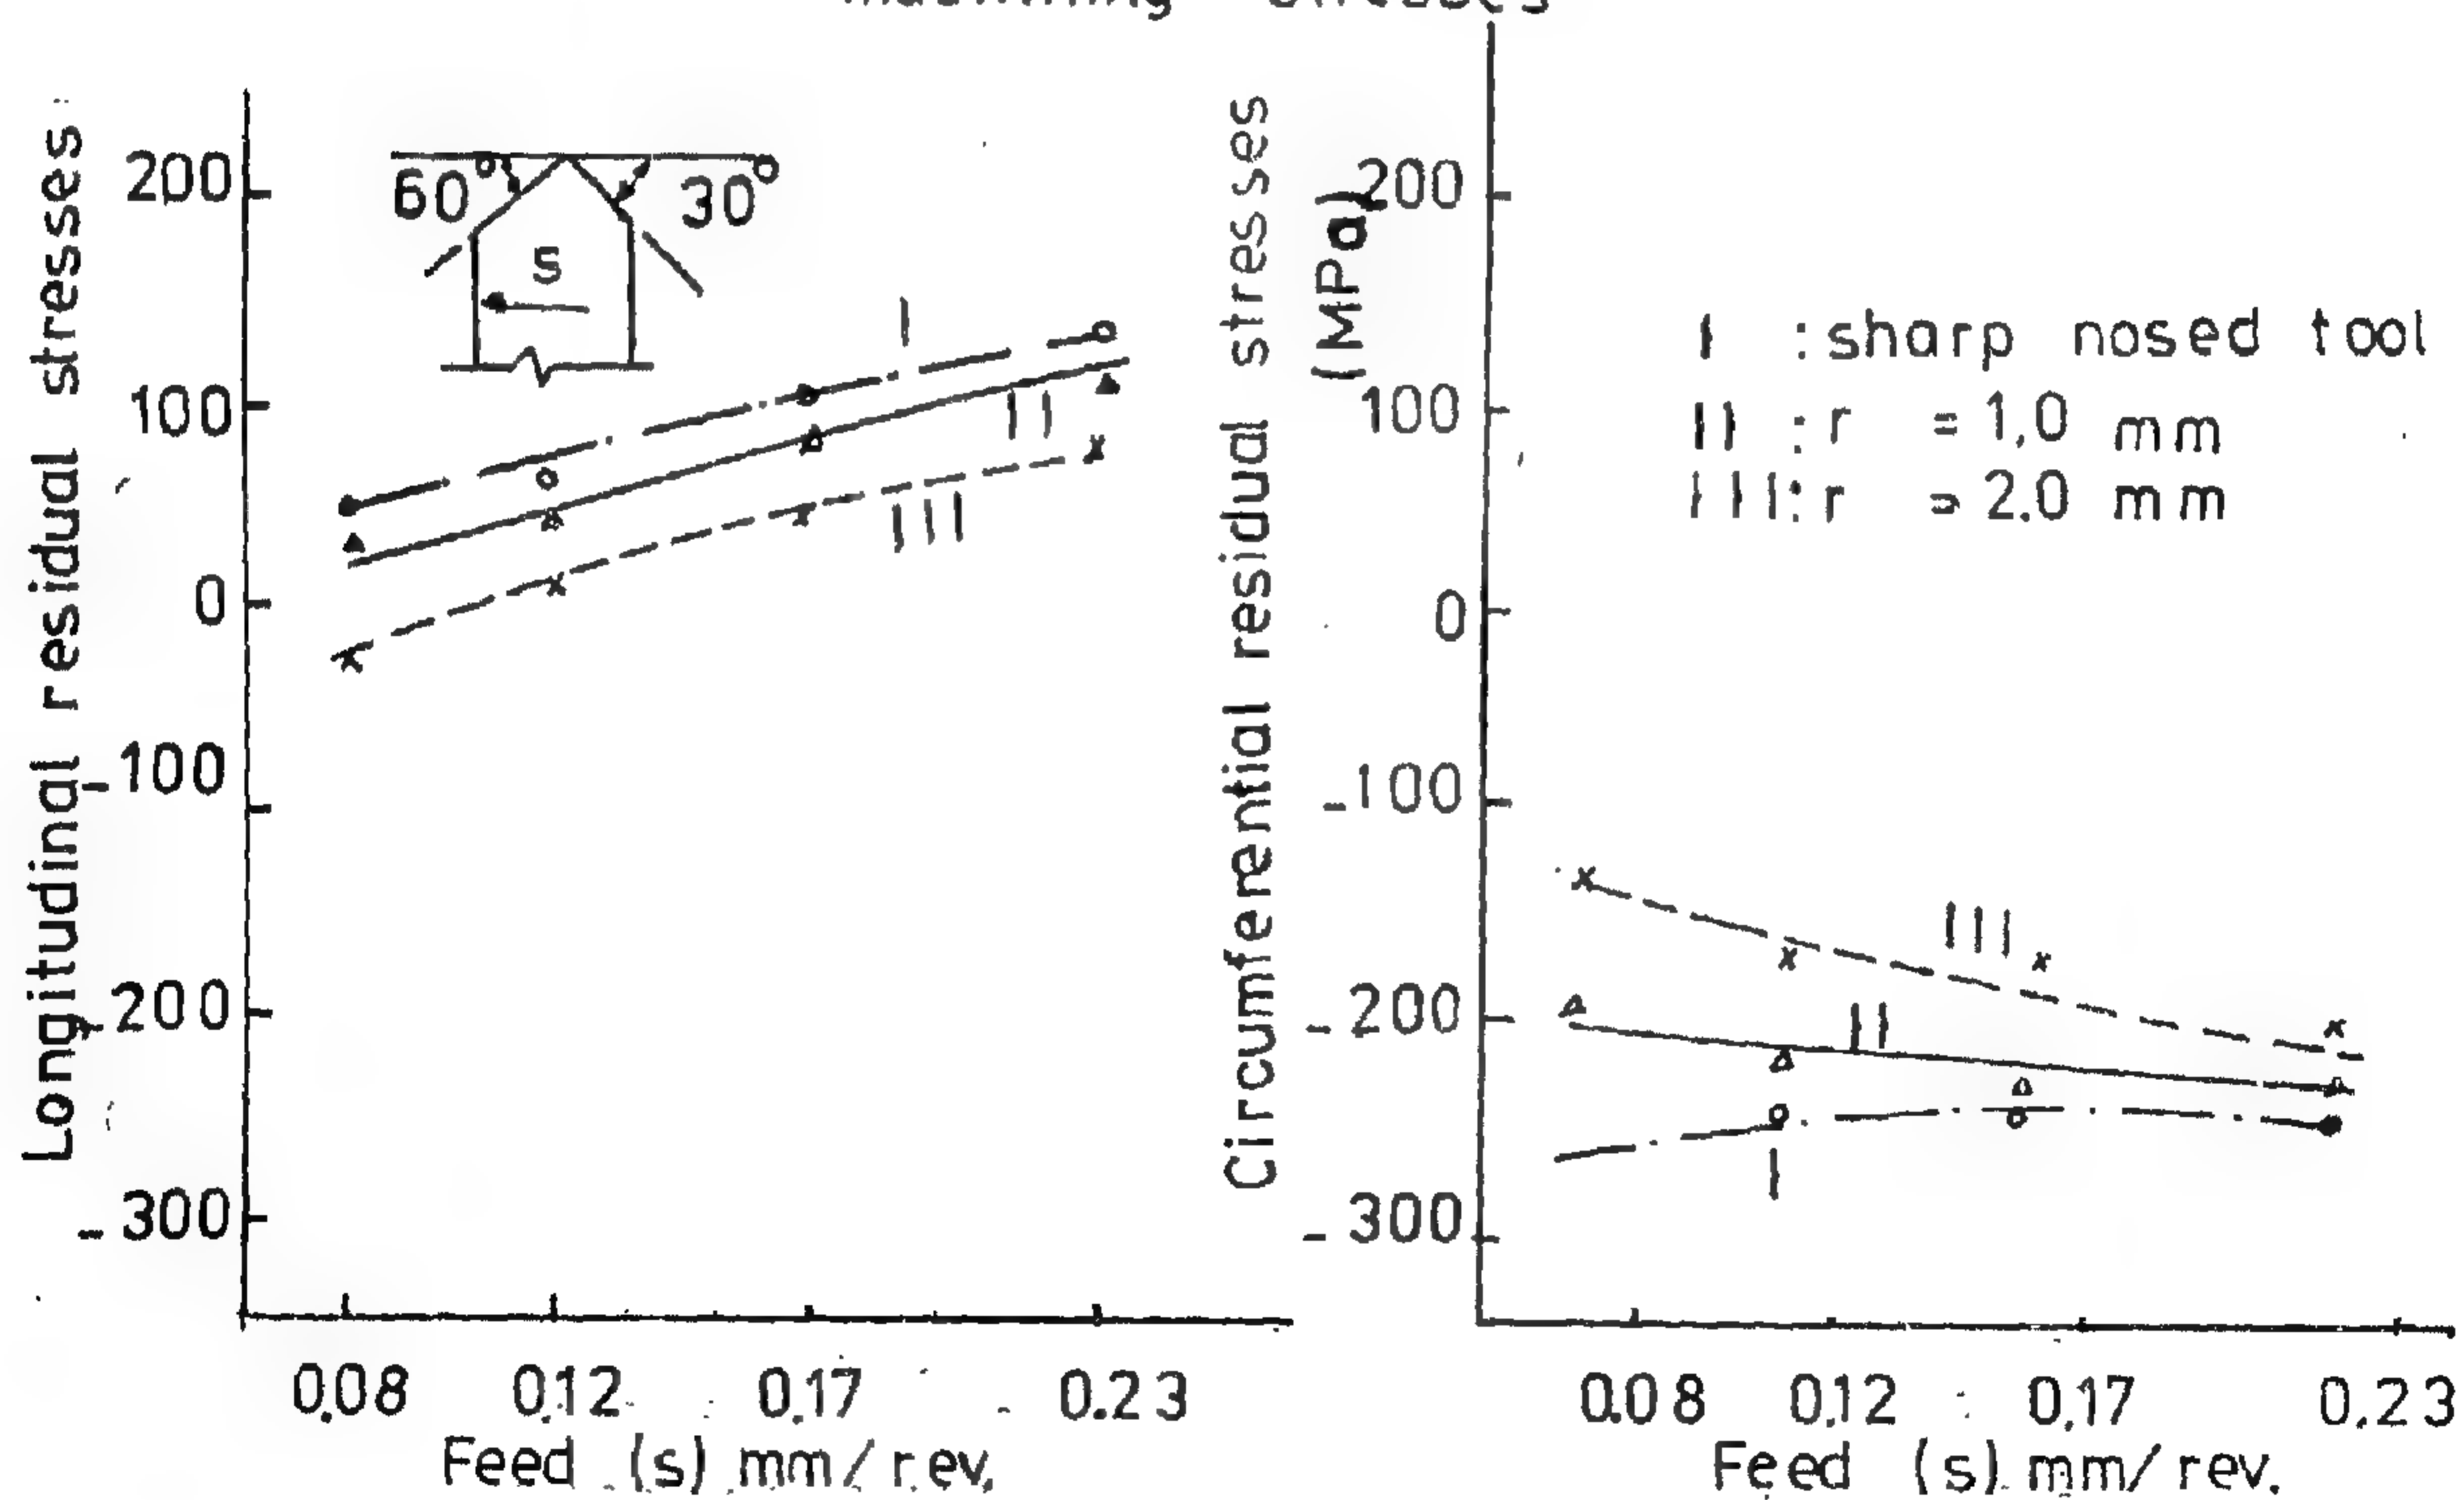 Longitudinal residual stresses
200
100
0
-100
-200
-300
60°
30°
s
I
II
III
0.08 0.12 0.17 0.23
Feed (s) mm/rev.
Circumferential residual stresses
(MPa)
200
100
0
-100
-200
-300
I : sharp nosed tool
II : r = 1,0 mm
III: r = 2.0 mm
III
II
I
0.08 0.12 0.17 0.23
Feed (s) mm/rev.